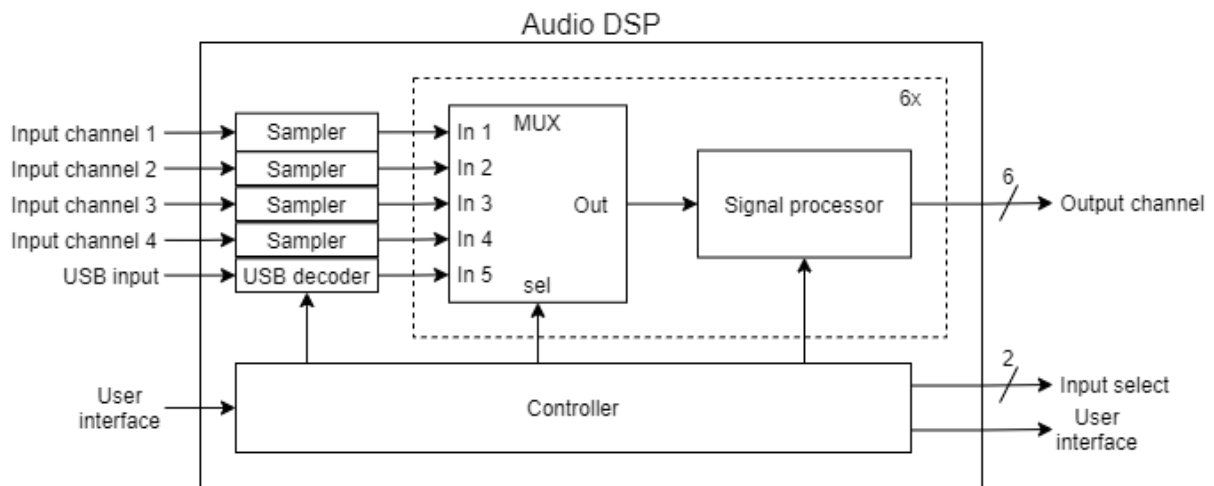 Audio DSP
6x
Input channel 1
Sampler
In 1
MUX
Input channel 2
Sampler
In 2
6
Input channel 3
Sampler
In 3
Out
Signal processor
Output channel
Input channel 4
Sampler
In 4
USB input
USB decoder
In 5
sel
2
User
interface
Controller
Input select
User
interface